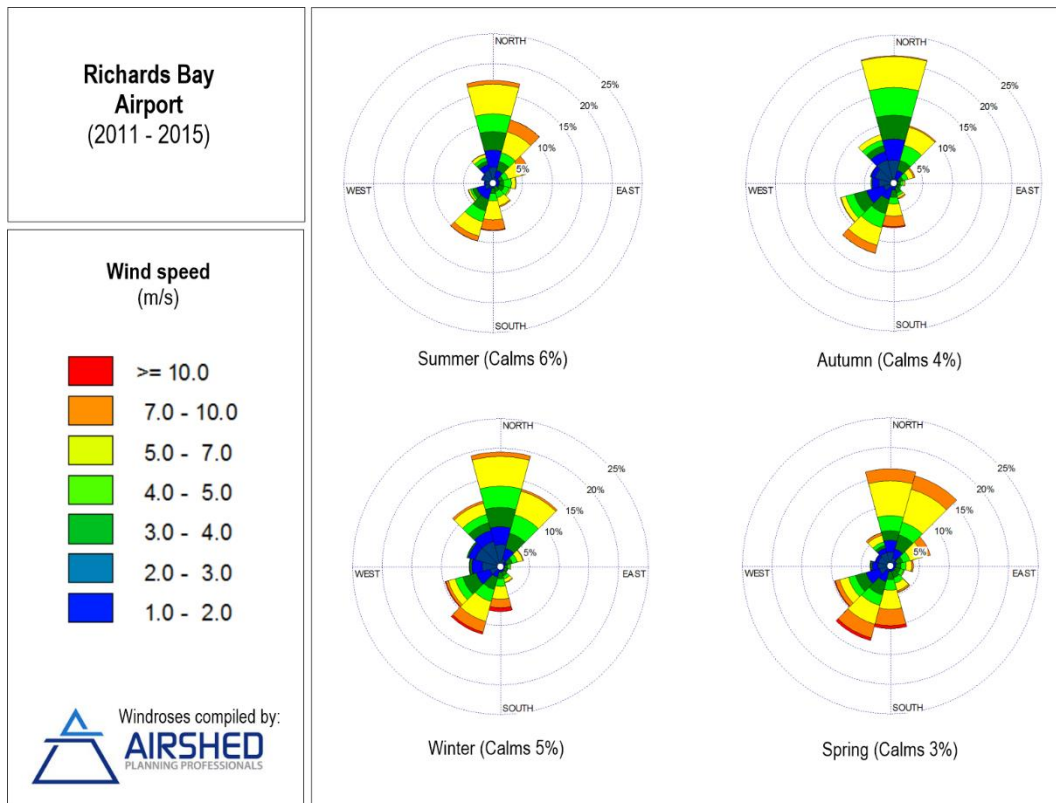 Richards Bay
Airport
(2011 - 2015)
Wind speed
(m/s)
>= 10.0
7.0 - 10.0
5.0 - 7.0
4.0 - 5.0
3.0 - 4.0
2.0 - 3.0
1.0 - 2.0
Windroses compiled by:
AIRSHED
PLANNING PROFESSIONALS
NORTH
25%
20%
15%
10%
5%
WEST
EAST
SOUTH
Summer (Calms 6%)
NORTH
25%
20%
15%
10%
5%
WEST
EAST
SOUTH
Autumn (Calms 4%)
NORTH
25%
20%
15%
10%
5%
WEST
EAST
SOUTH
Winter (Calms 5%)
NORTH
25%
20%
15%
10%
5%
WEST
EAST
SOUTH
Spring (Calms 3%)